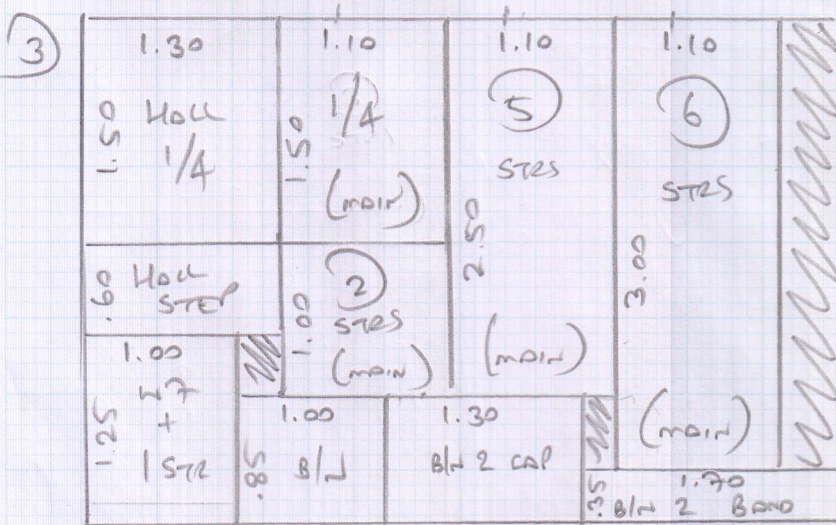 3
1.30
1.50
HALL
1/4
1.10
1.50
1/4
(MAIN)
1.10
5
STRS
2.50
(MAIN)
1.10
6
STRS
3.00
(MAIN)
.60
HALL
STEP
1.00
2
STRS
(MAIN)
1.00
1.25
W7
+
1 STR
1.00
.85
B/N
1.30
B/N 2 CAP
.35
1.70
B/N 2 BAND